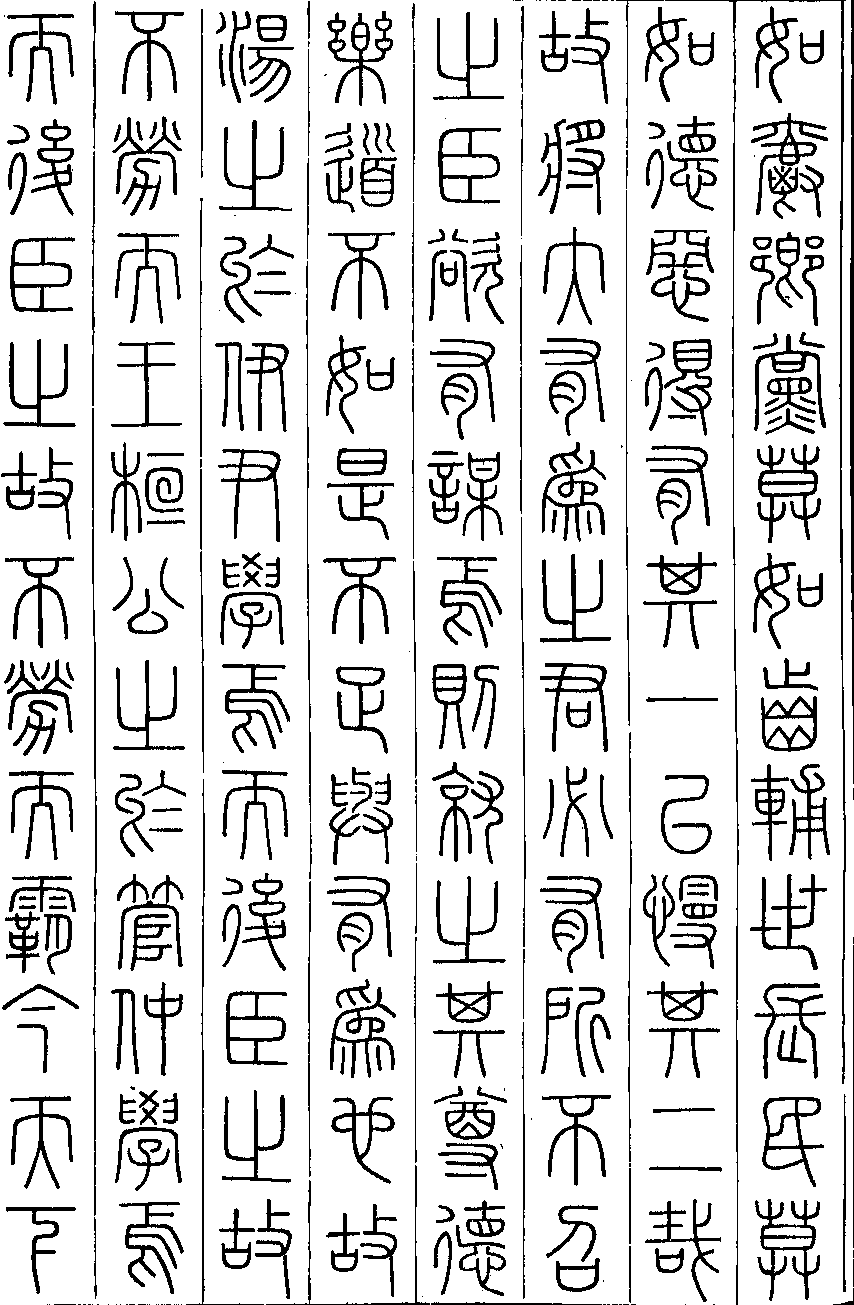 如爵鄉黨莫如齒輔世長民莫
如德惡得有其一以慢其二哉
故將大有為之君必有所不召
之臣欲有謀焉則就之其尊德
樂道不如是不足與有為也故
湯之於伊尹學焉而後臣之故
不勞而王桓公之於管仲學焉
而後臣之故不勞而霸今天下